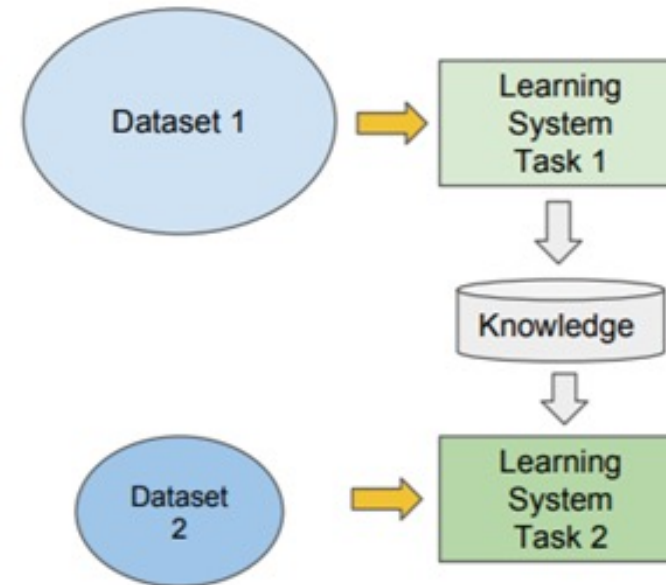 Dataset 1
Learning
System
Task 1
Knowledge
Dataset
2
Learning
System
Task 2